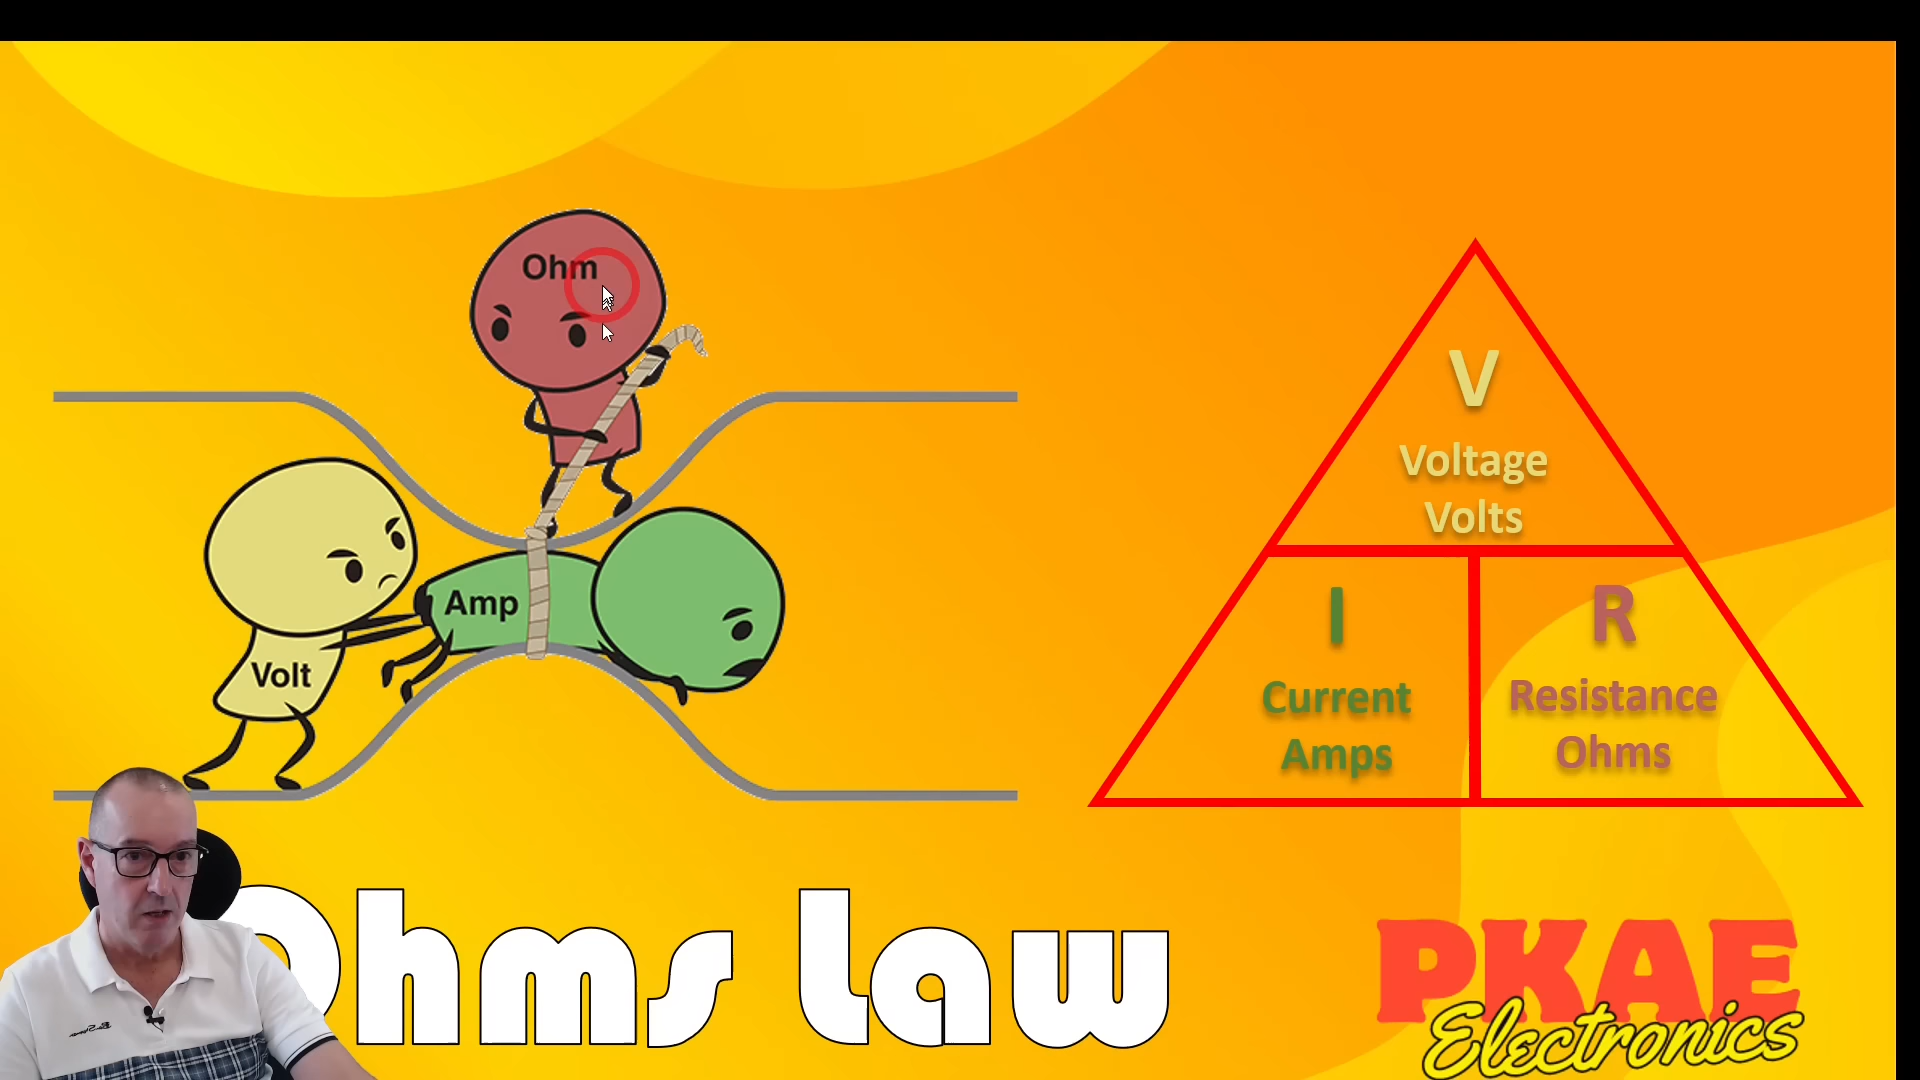 Ohm
Amp
Volt
V
Voltage
Volts
I
Current
Amps
R
Resistance
Ohms
Ohms Law
PKAE
Electronics